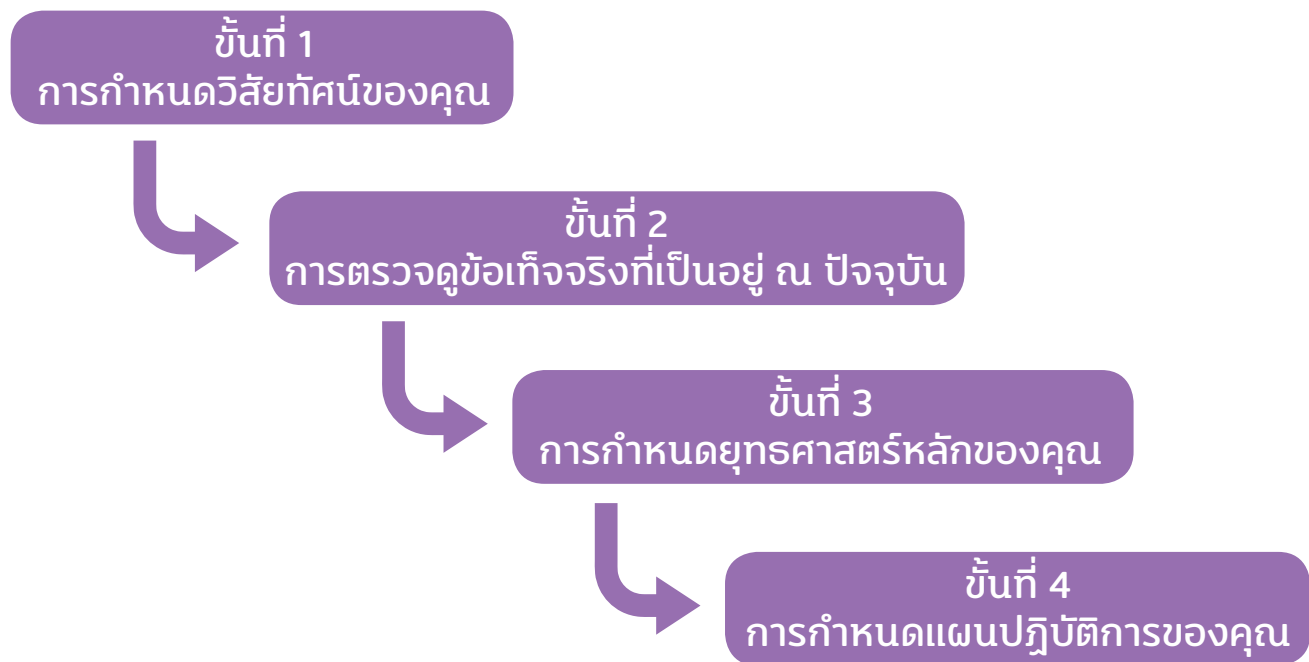 ขั้นที่ 1
การกำหนดวิสัยทัศน์ของคุณ
ขั้นที่ 2
การตรวจดูข้อเท็จจริงที่เป็นอยู่ ณ ปัจจุบัน
ขั้นที่ 3
การกำหนดยุทธศาสตร์หลักของคุณ
ขั้นที่ 4
การกำหนดแผนปฏิบัติการของคุณ